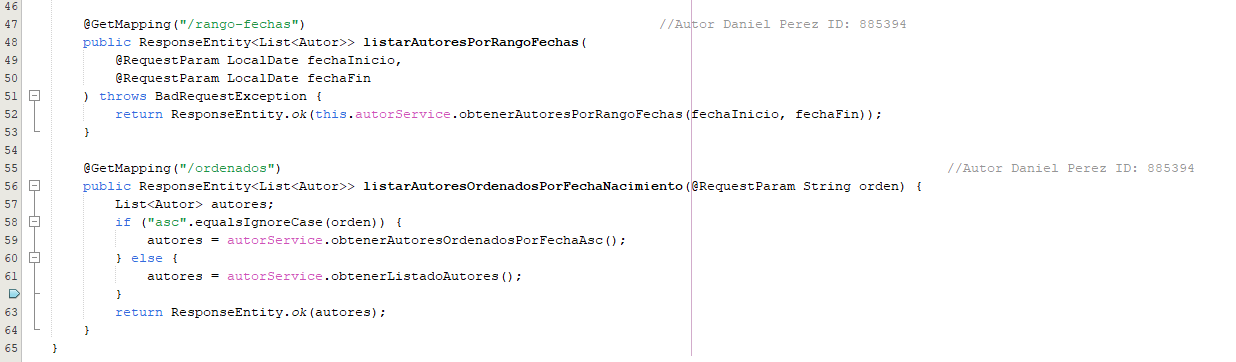 46
47 @GetMapping("/rango-fechas") //Autor Daniel Perez ID: 885394
48 public ResponseEntity<List<Autor>> listarAutoresPorRangoFechas(
49 @RequestParam LocalDate fechaInicio,
50 @RequestParam LocalDate fechaFin
51 ) throws BadRequestException {
52 return ResponseEntity.ok(this.autorService.obtenerAutoresPorRangoFechas(fechaInicio, fechaFin));
53 }
54
55 @GetMapping("/ordenados") //Autor Daniel Perez ID: 885394
56 public ResponseEntity<List<Autor>> listarAutoresOrdenadosPorFechaNacimiento(@RequestParam String orden) {
57 List<Autor> autores;
58 if ("asc".equalsIgnoreCase(orden)) {
59 autores = autorService.obtenerAutoresOrdenadosPorFechaAsc();
60 } else {
61 autores = autorService.obtenerListadoAutores();
}
63 return ResponseEntity.ok(autores);
64 }
65 }